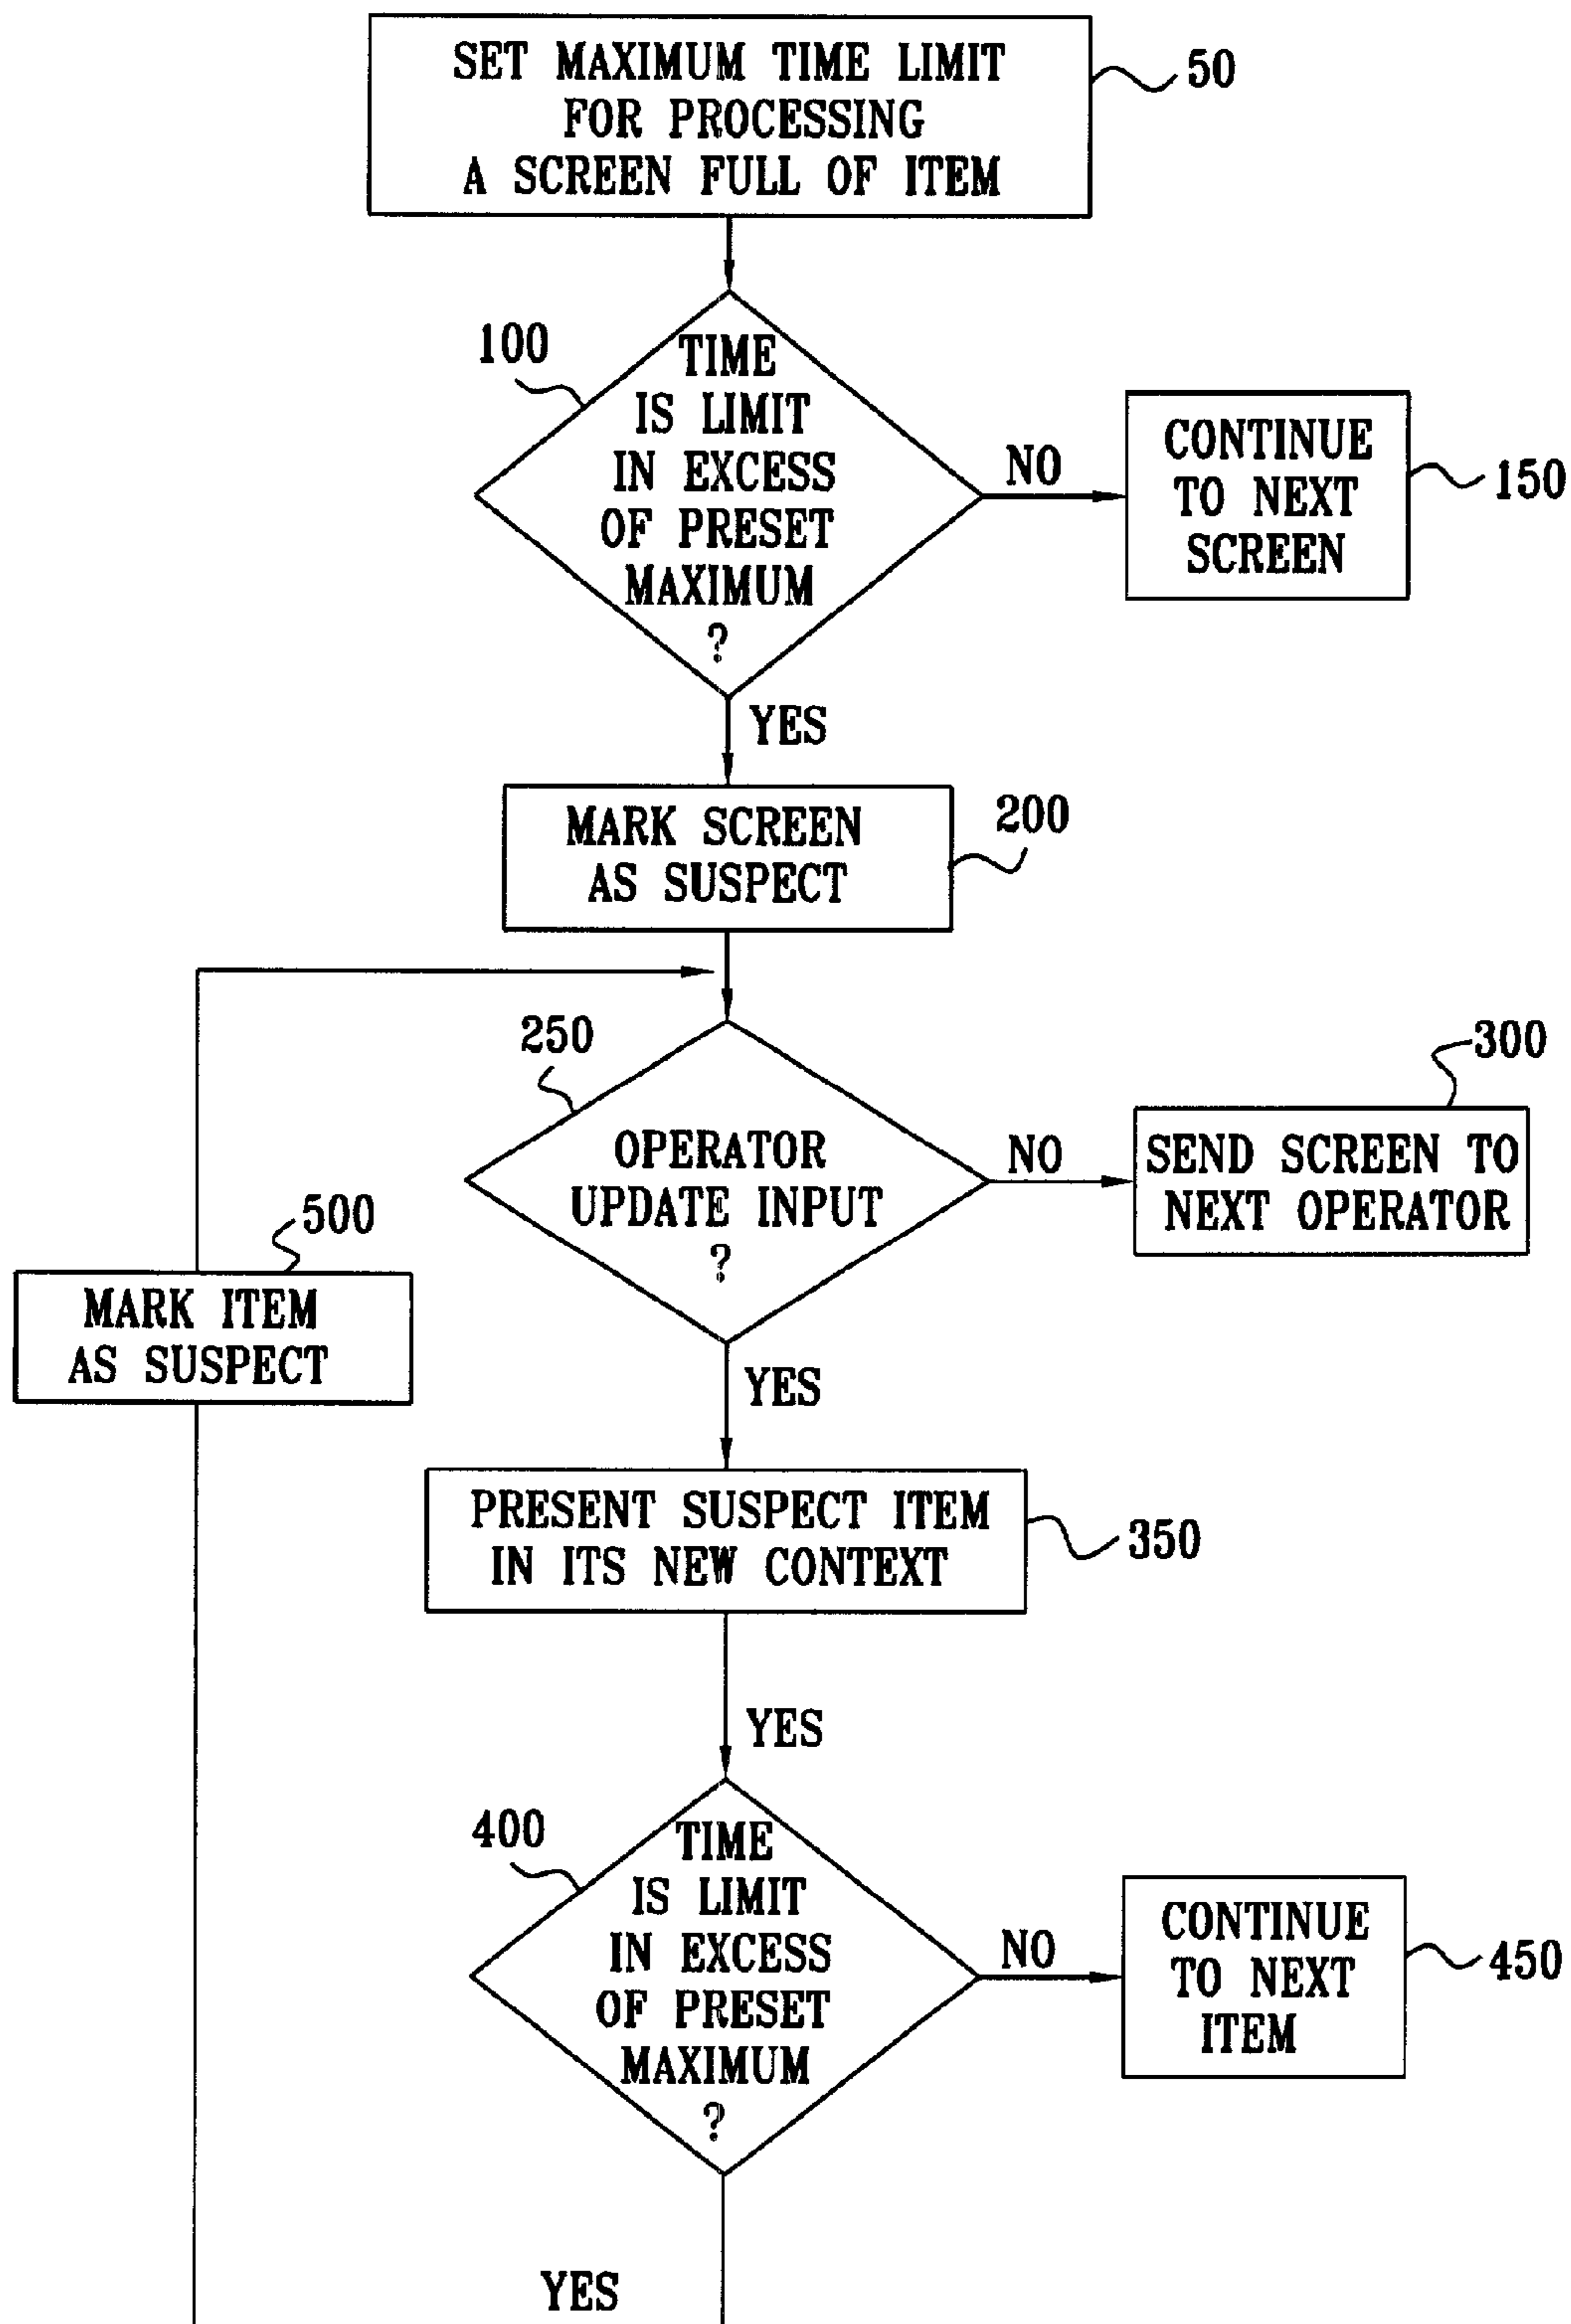 SET MAXIMUM TIME LIMIT
FOR PROCESSING
A SCREEN FULL OF ITEM
50
100
TIME
IS LIMIT
IN EXCESS
OF PRESET
MAXIMUM
?
NO
CONTINUE
TO NEXT
SCREEN
150
YES
MARK SCREEN
AS SUSPECT
200
250
OPERATOR
UPDATE INPUT
?
NO
300
SEND SCREEN TO
NEXT OPERATOR
500
MARK ITEM
AS SUSPECT
YES
PRESENT SUSPECT ITEM
IN ITS NEW CONTEXT
350
YES
400
TIME
IS LIMIT
IN EXCESS
OF PRESET
MAXIMUM
?
NO
CONTINUE
TO NEXT
ITEM
450
YES